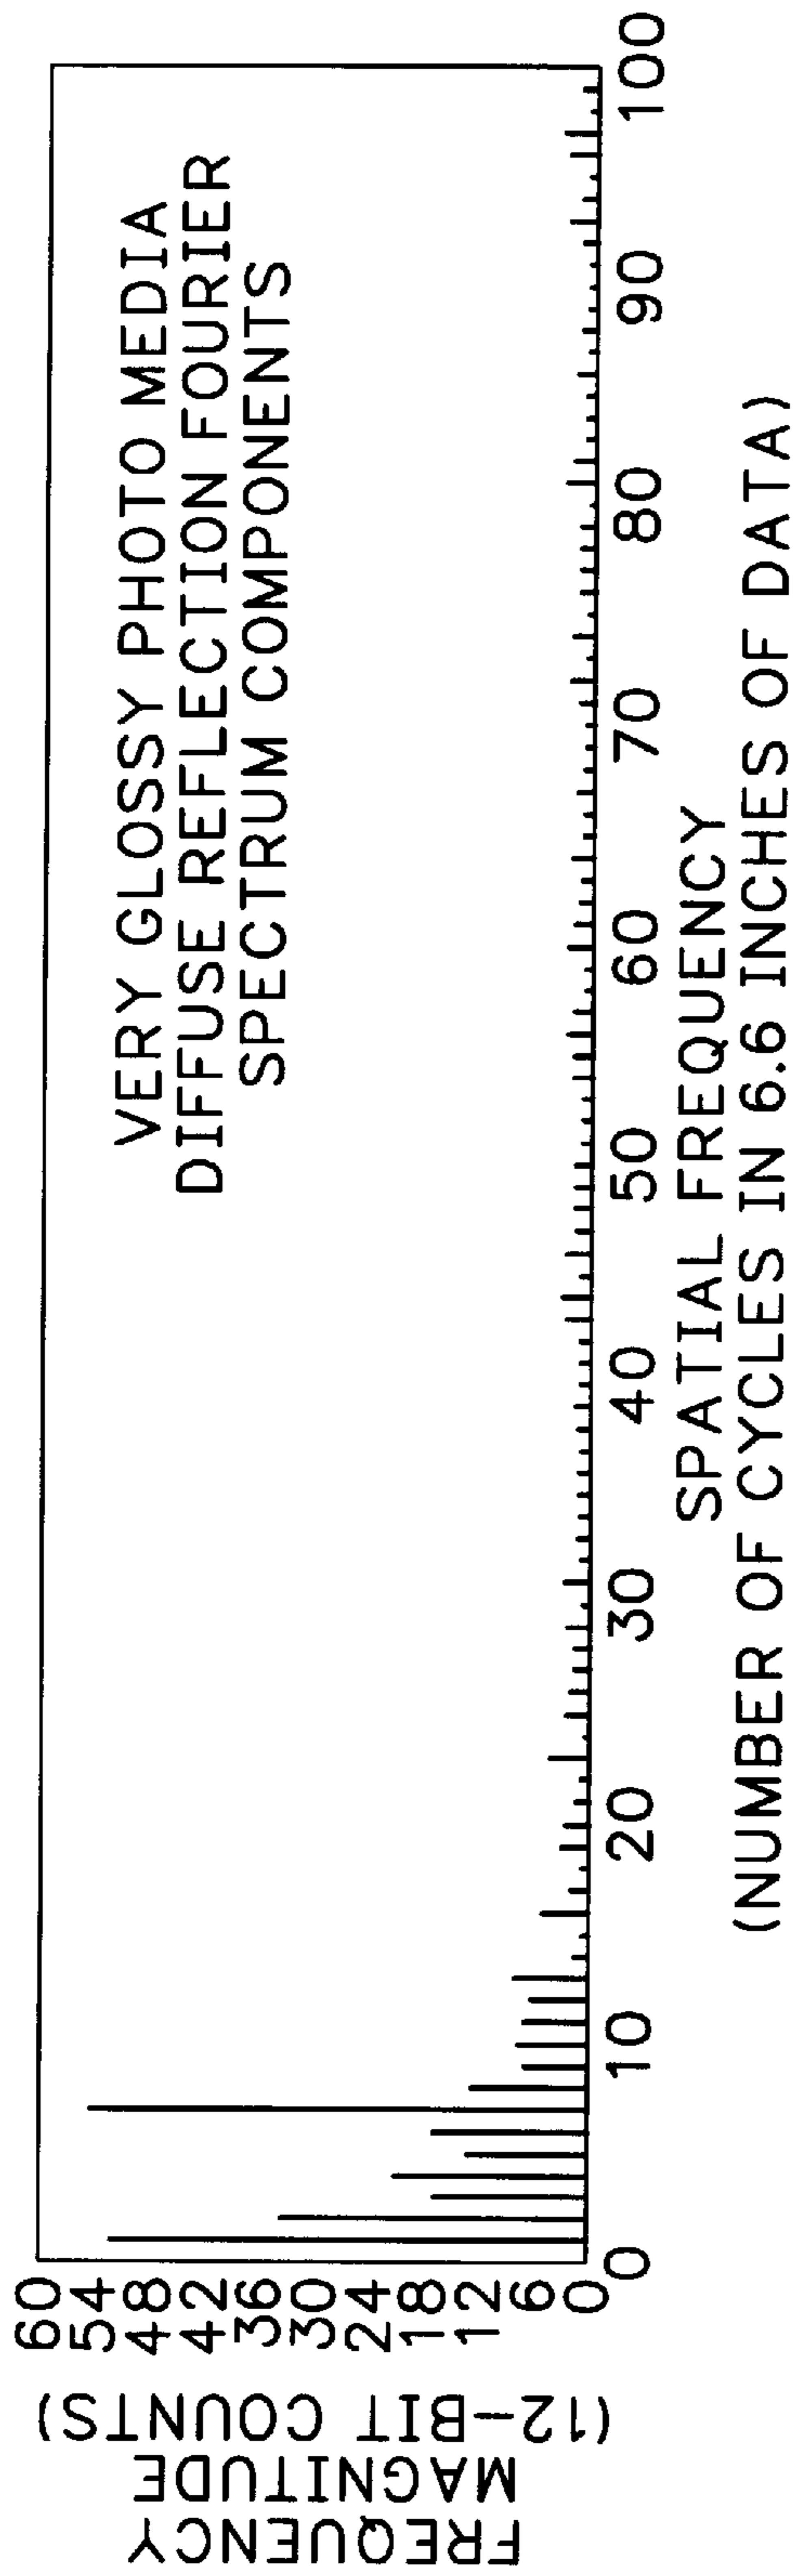 VERY GLOSSY PHOTO MEDIA
DIFFUSE REFLECTION FOURIER
SPECTRUM COMPONENTS
FREQUENCY
MAGNITUDE
(12-BIT COUNTS)
60
54
48
42
36
30
24
18
12
6
0
0 10 20 30 40 50 60 70 80 90 100
SPATIAL FREQUENCY
(NUMBER OF CYCLES IN 6.6 INCHES OF DATA)